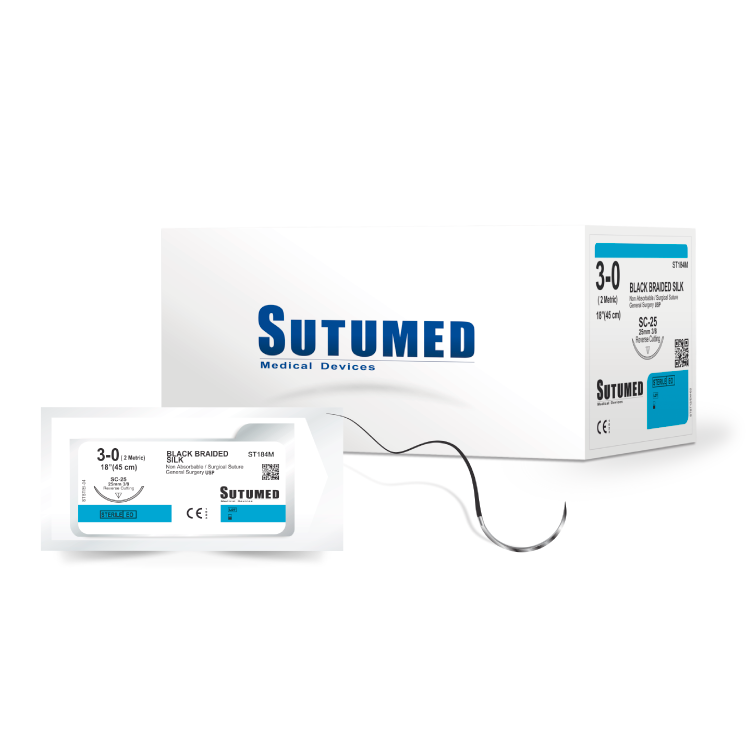 SUTUMED
Medical Devices
ST184M
3-0
BLACK BRAIDED SILK
( 2 Metric)
Non Absorbable / Surgical Suture
General Surgery USP
18"(45 cm)
SC-25
25mm 3/8
Reverse Cutting
SUTUMED
Medical Devices
STERILE EO
CE
3-0 ( 2 Metric)
18"(45 cm)
SC-25
25mm 3/8
Reverse Cutting
BLACK BRAIDED
SILK
ST184M
Non Absorbable / Surgical Suture
General Surgery USP
SUTUMED
Medical Devices
STERILE EO
CE